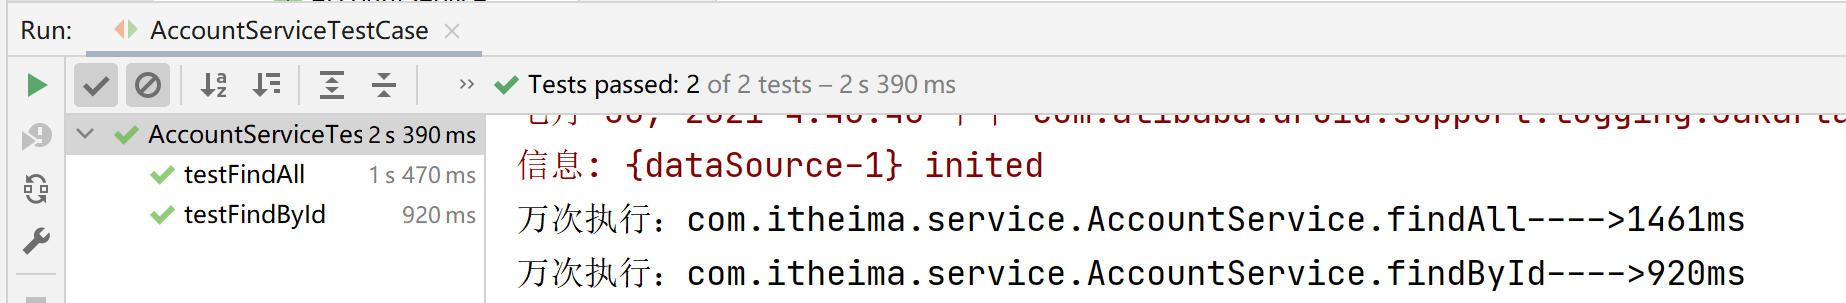 Run: AccountServiceTestCase
Tests passed: 2 of 2 tests – 2 s 390 ms
AccountServiceTes 2 s 390 ms
testFindAll 1 s 470 ms
testFindById 920 ms
信息: {dataSource-1} inited
万次执行：com.itheima.service.AccountService.findAll---->1461ms
万次执行：com.itheima.service.AccountService.findById---->920ms